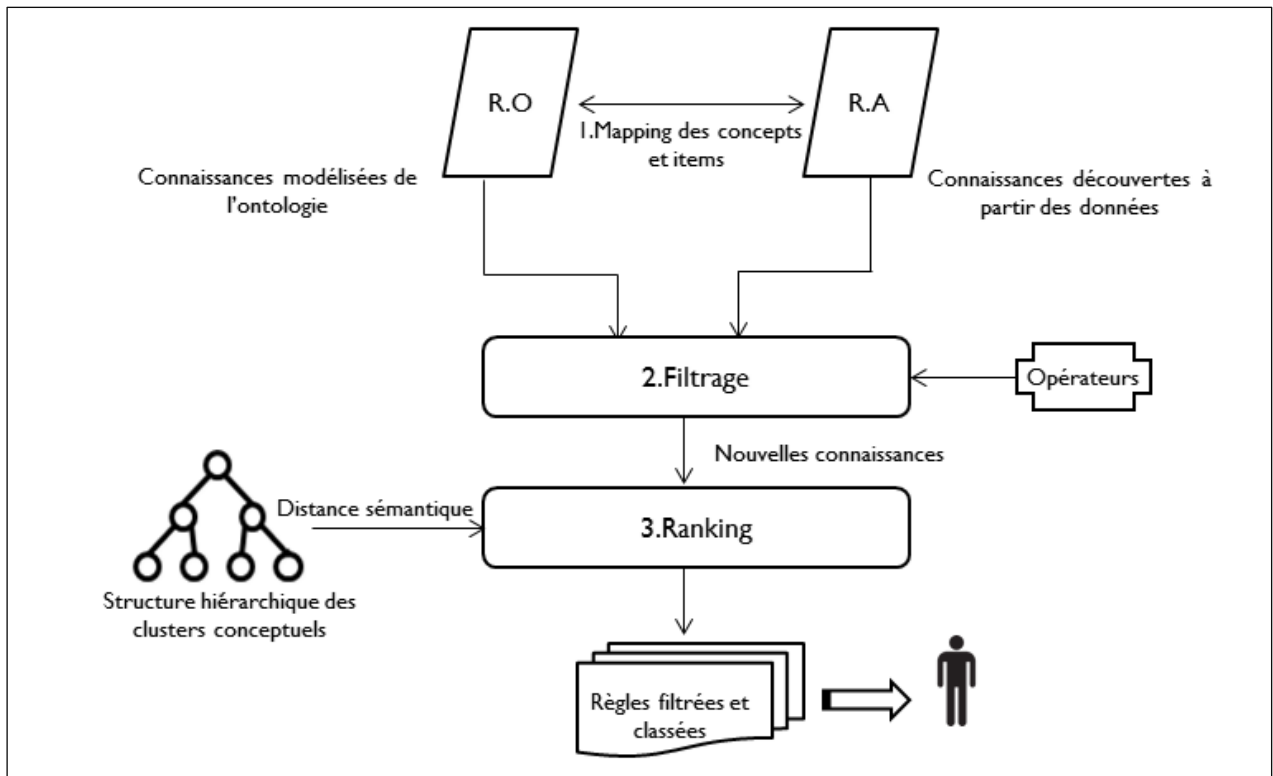 R.O
R.A
1.Mapping des concepts
et items
Connaissances modélisées de
l'ontologie
Connaissances découvertes à
partir des données
2.Filtrage
Opérateurs
Nouvelles connaissances
Distance sémantique
3.Ranking
Structure hiérarchique des
clusters conceptuels
Règles filtrées et
classées